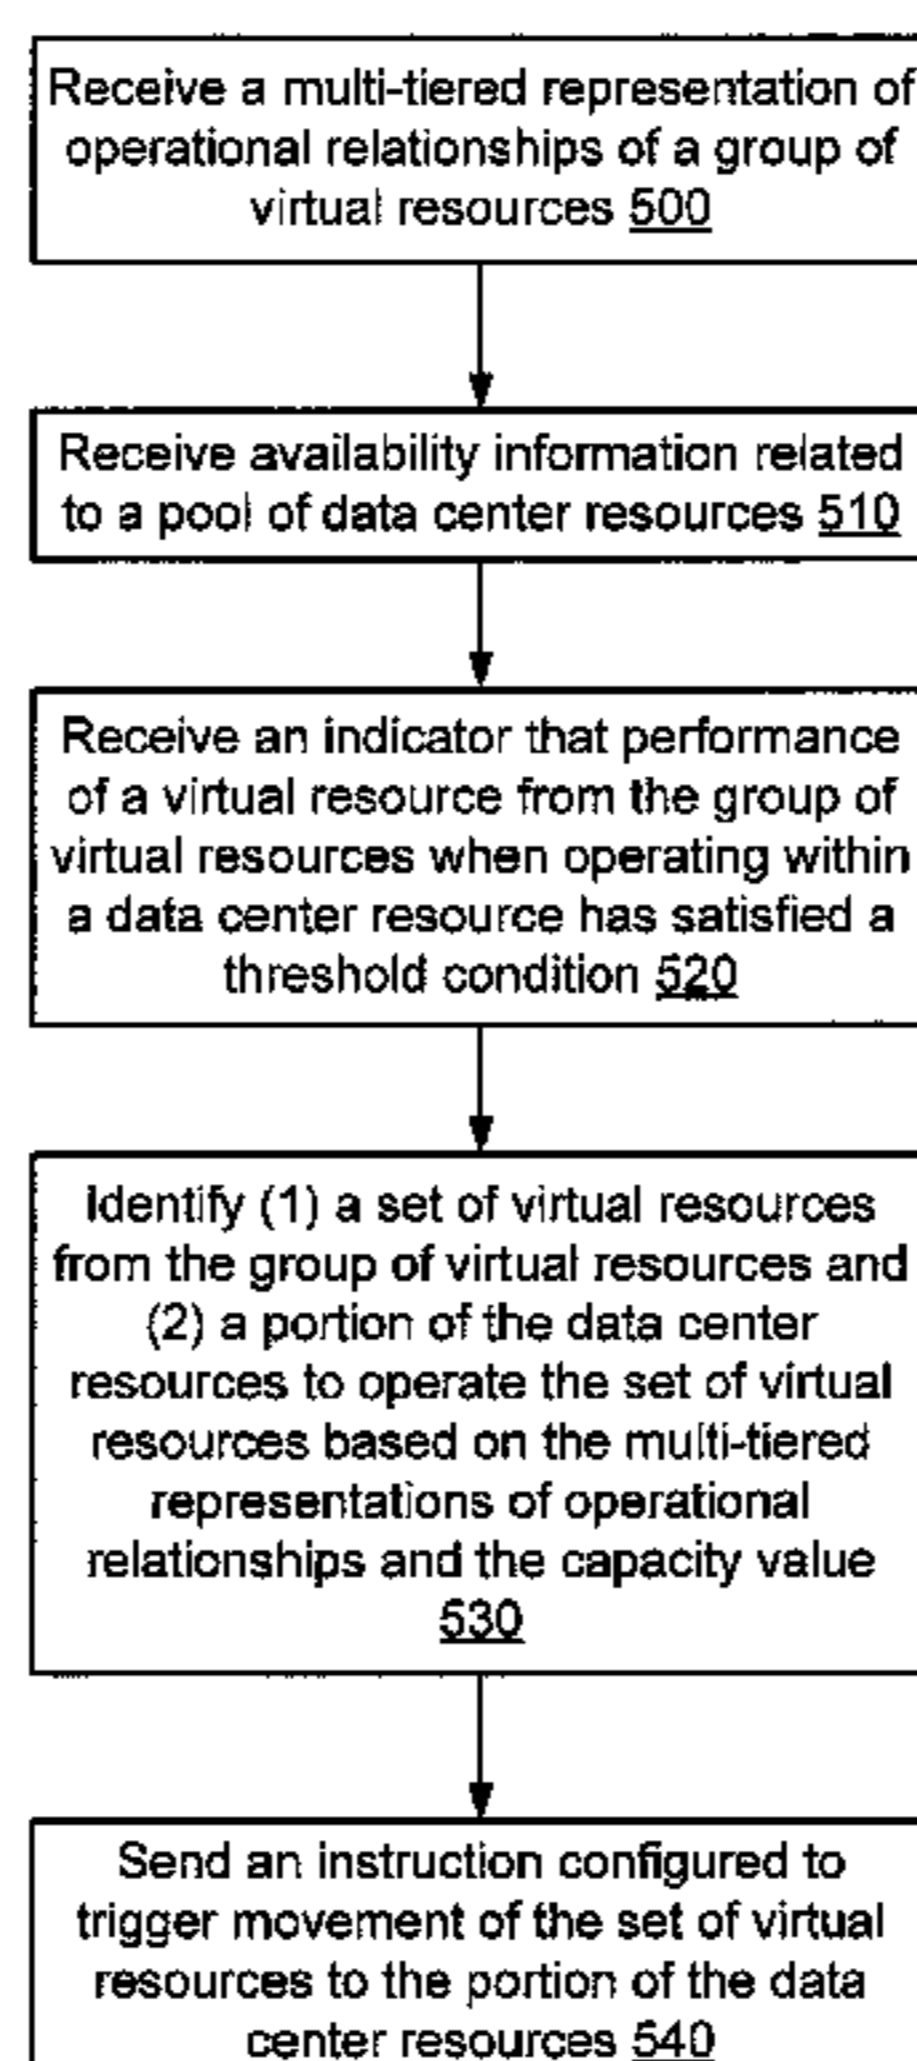 Receive a multi-tiered representation of
operational relationships of a group of
virtual resources 500
Receive availability information related
to a pool of data center resources 510
Receive an indicator that performance
of a virtual resource from the group of
virtual resources when operating within
a data center resource has satisfied a
threshold condition 520
Identify (1) a set of virtual resources
from the group of virtual resources and
(2) a portion of the data center
resources to operate the set of virtual
resources based on the multi-tiered
representations of operational
relationships and the capacity value
530
Send an instruction configured to
trigger movement of the set of virtual
resources to the portion of the data
center resources 540